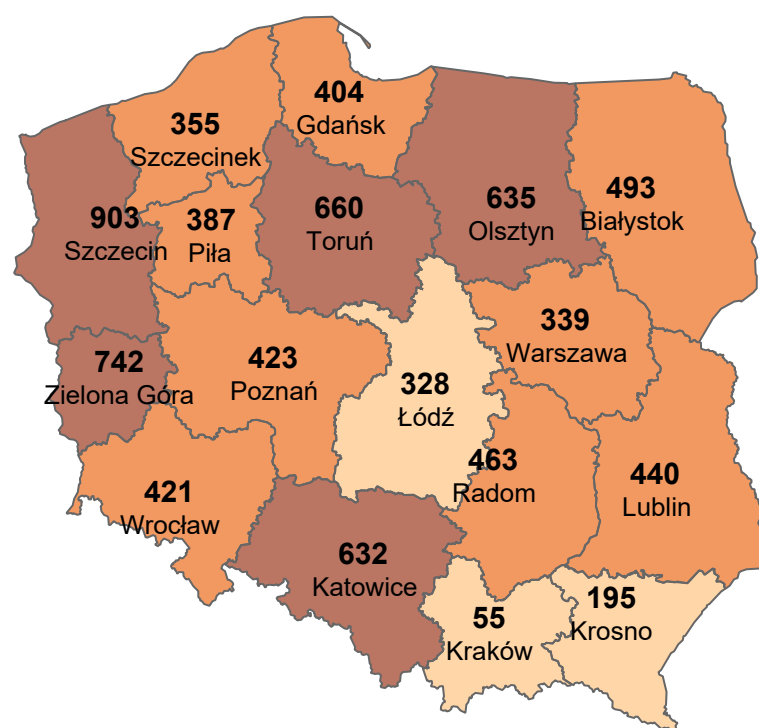 404
Gdańsk
355
Szczecinek
493
Białystok
635
Olsztyn
660
Toruń
903
Szczecin
387
Piła
339
Warszawa
742
Zielona Góra
423
Poznań
328
Łódź
463
Radom
440
Lublin
421
Wrocław
632
Katowice
195
Krosno
55
Kraków